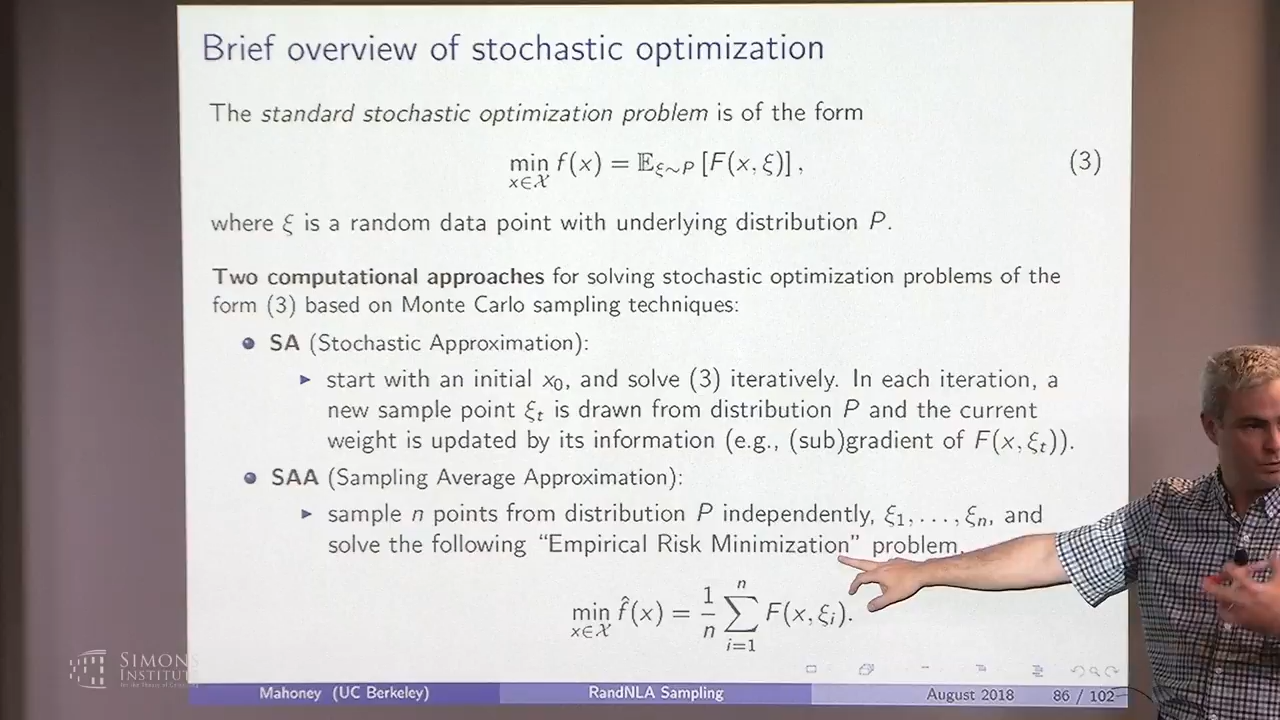 Brief overview of stochastic optimization
The standard stochastic optimization problem is of the form
min f(x) = 𝔼ξ∼P [F(x, ξ)] , (3)
x∈𝒳
where ξ is a random data point with underlying distribution P.
Two computational approaches for solving stochastic optimization problems of the
form (3) based on Monte Carlo sampling techniques:
SA (Stochastic Approximation):
start with an initial x₀, and solve (3) iteratively. In each iteration, a
new sample point ξₜ is drawn from distribution P and the current
weight is updated by its information (e.g., (sub)gradient of F(x, ξₜ)).
SAA (Sampling Average Approximation):
sample n points from distribution P independently, ξ₁, . . . , ξₙ, and
solve the following “Empirical Risk Minimization” problem,
min f̂(x) = 1/n ∑ F(x, ξᵢ).
x∈𝒳 i=1 n
SIMONS
INSTITUTE
Mahoney (UC Berkeley) RandNLA Sampling August 2018 86 / 102